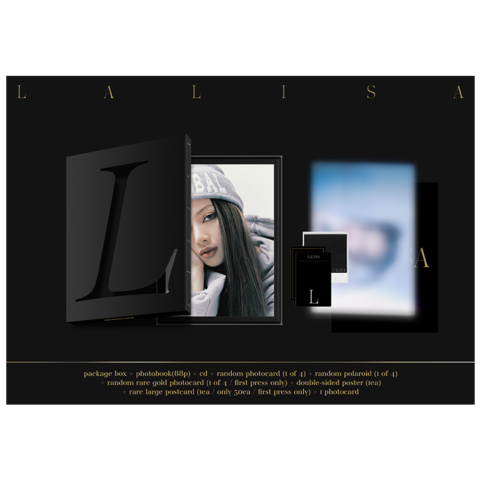 L A L I S A
L
BAL
A
LALISA
L
package box + photobook(88p) + cd + random photocard (1 of 4) + random polaroid (1 of 4)
+ random rare gold photocard (1 of 4 / first press only) + double-sided poster (1ea)
+ rare large postcard (1ea / only 50ea / first press only) + 1 photocard